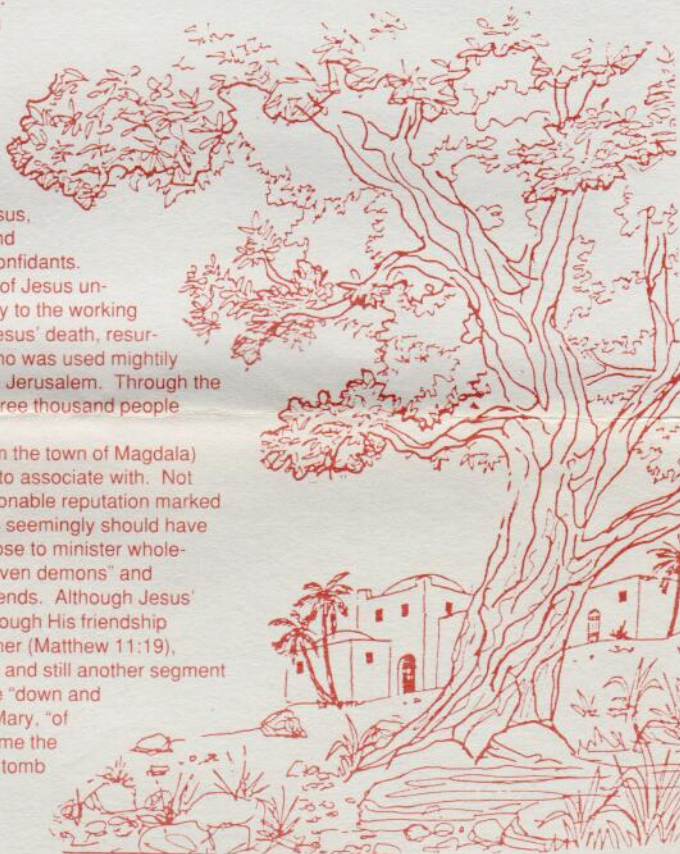 sus,
nd
onfidants.
of Jesus un-
y to the working
esus' death, resur-
ho was used mightily
Jerusalem. Through the
ree thousand people
m the town of Magdala)
to associate with. Not
onable reputation marked
seemingly should have
ose to minister whole-
ven demons" and
ends. Although Jesus'
ough His friendship
ner (Matthew 11:19),
and still another segment
e "down and
Mary, "of
me the
tomb